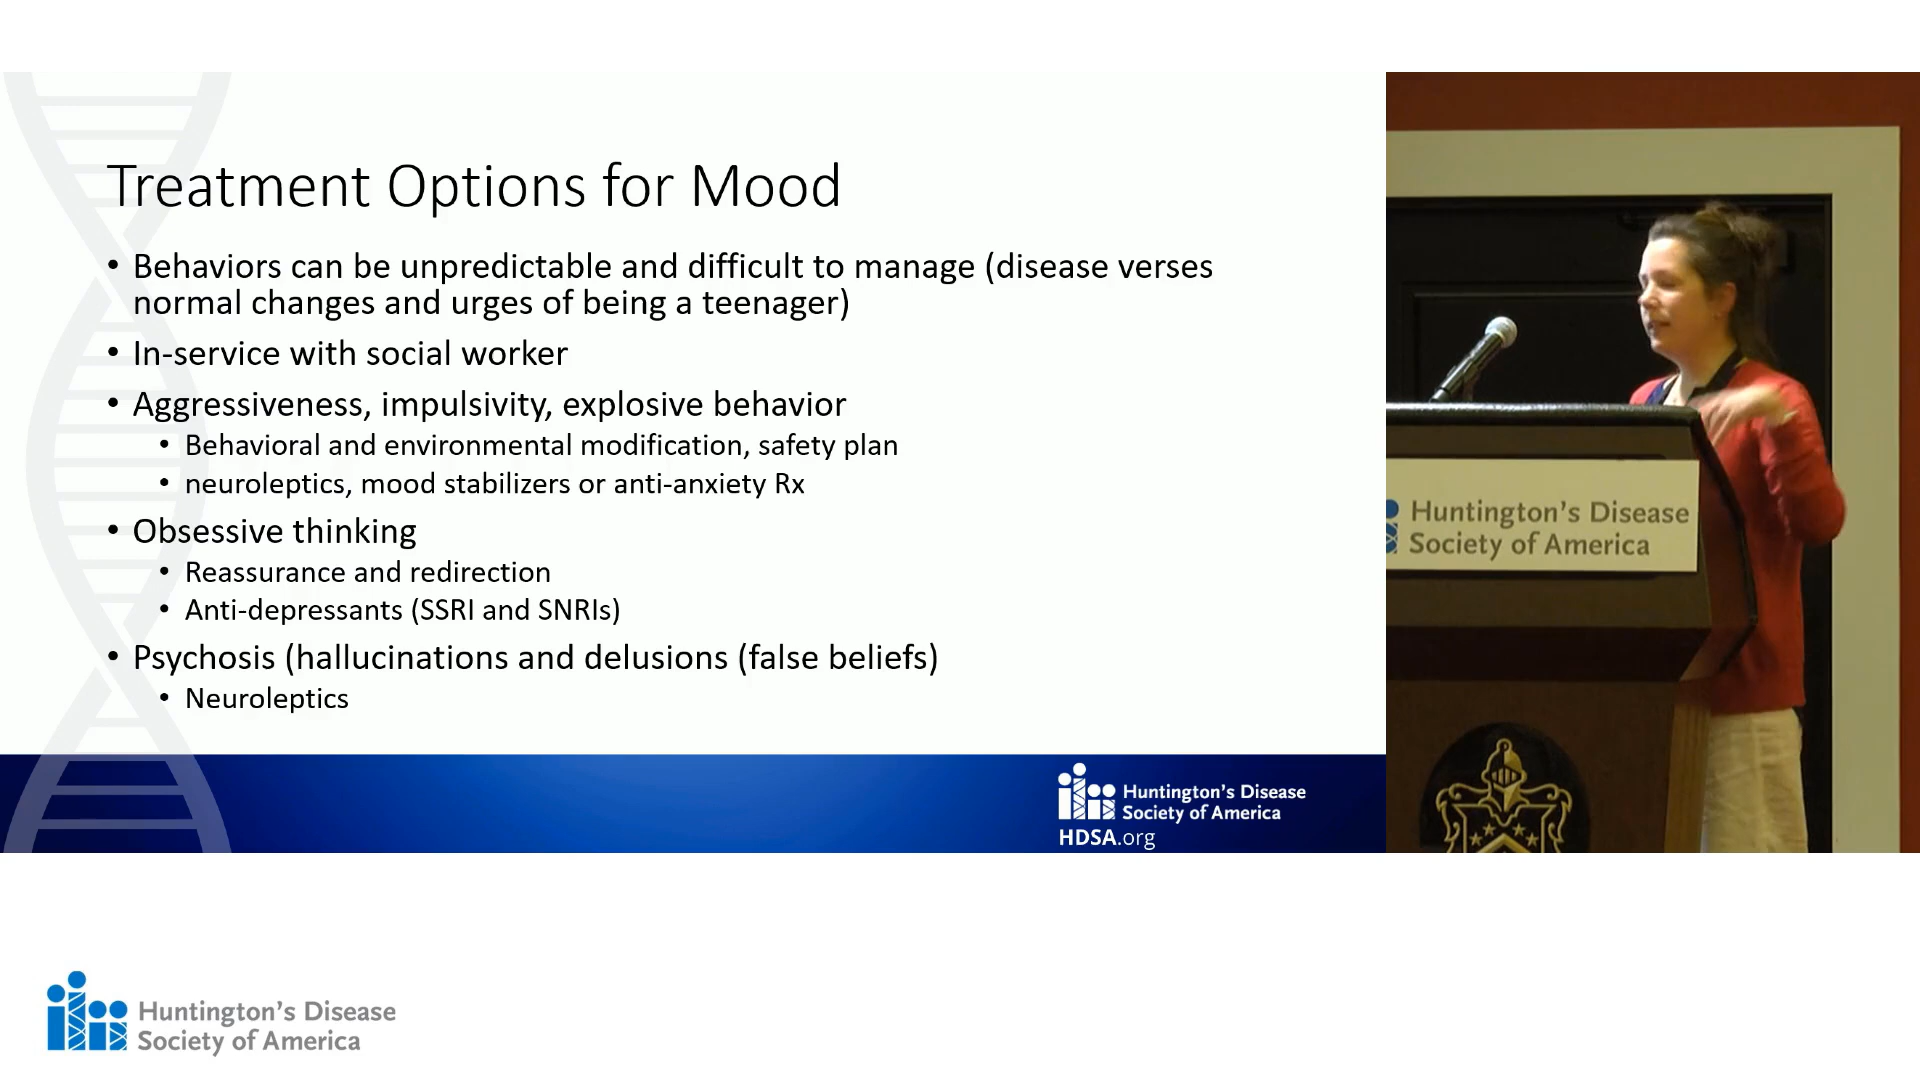 Treatment Options for Mood
• Behaviors can be unpredictable and difficult to manage (disease verses
normal changes and urges of being a teenager)
• In-service with social worker
• Aggressiveness, impulsivity, explosive behavior
• Behavioral and environmental modification, safety plan
• neuroleptics, mood stabilizers or anti-anxiety Rx
• Obsessive thinking
• Reassurance and redirection
• Anti-depressants (SSRI and SNRIs)
• Psychosis (hallucinations and delusions (false beliefs)
• Neuroleptics
Huntington's Disease
Society of America
HDSA.org
Huntington's Disease
Society of America
Huntington's Disease
Society of America